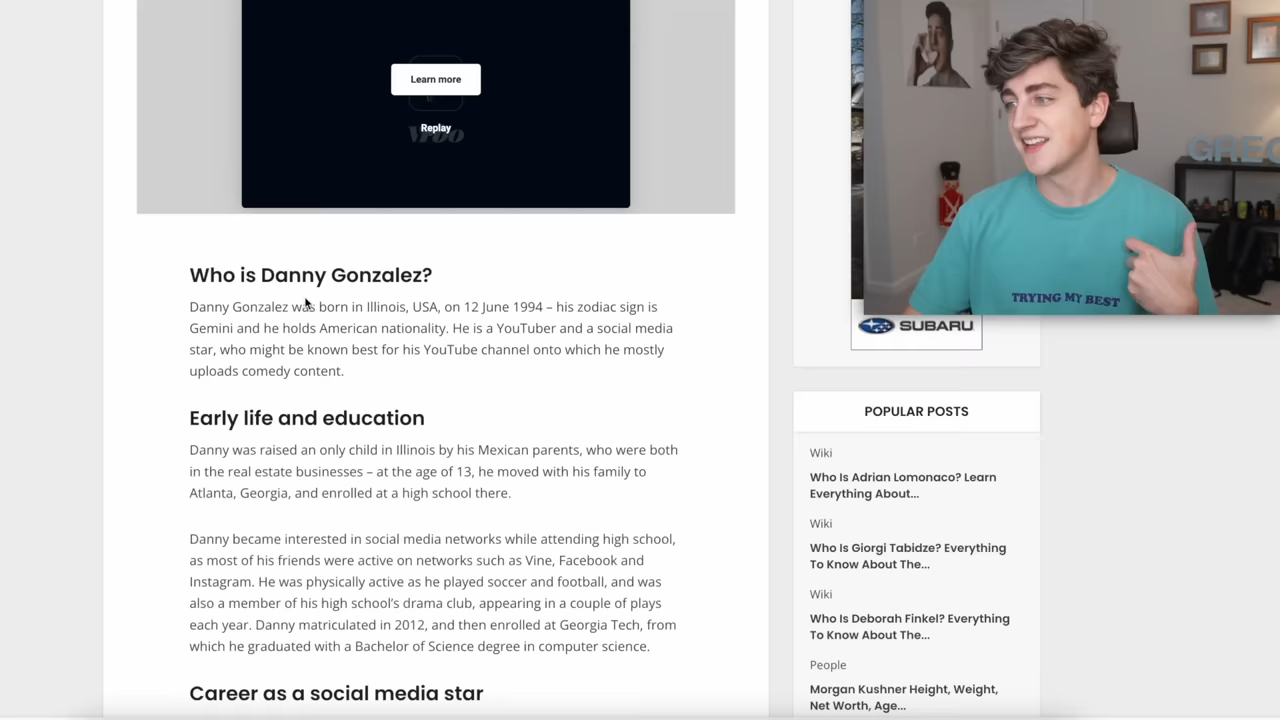 Learn more
Replay
Woo
Who is Danny Gonzalez?
Danny Gonzalez was born in Illinois, USA, on 12 June 1994 – his zodiac sign is
Gemini and he holds American nationality. He is a YouTuber and a social media
star, who might be known best for his YouTube channel onto which he mostly
uploads comedy content.
Early life and education
Danny was raised an only child in Illinois by his Mexican parents, who were both
in the real estate businesses – at the age of 13, he moved with his family to
Atlanta, Georgia, and enrolled at a high school there.
Danny became interested in social media networks while attending high school,
as most of his friends were active on networks such as Vine, Facebook and
Instagram. He was physically active as he played soccer and football, and was
also a member of his high school’s drama club, appearing in a couple of plays
each year. Danny matriculated in 2012, and then enrolled at Georgia Tech, from
which he graduated with a Bachelor of Science degree in computer science.
Career as a social media star
GREG
TRYING MY BEST
SUBARU
POPULAR POSTS
Wiki
Who Is Adrian Lomonaco? Learn
Everything About...
Wiki
Who Is Giorgi Tabidze? Everything
To Know About The...
Wiki
Who Is Deborah Finkel? Everything
To Know About The...
People
Morgan Kushner Height, Weight,
Net Worth, Age...